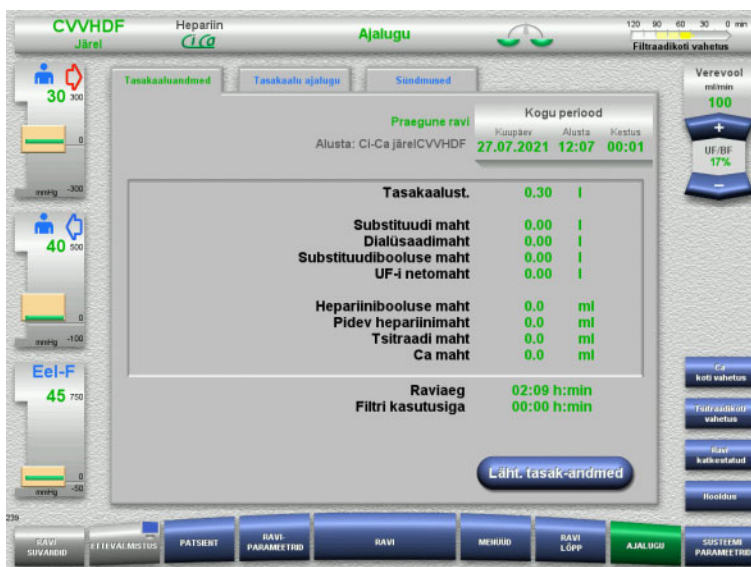 CVVHDF
Järel
Hepariin
CiCa
Ajalugu
120 90 60 30 0 min
Filtraadikoti vahetus
30 300
0
mmHg -300
40 500
0
mmHg -100
Eel-F
45 750
0
mmHg -50
Tasakaaluandmed
Tasakaalu ajalugu
Sündmused
Praegune ravi
Kogu periood
Kuupäev Alusta Kestus
Alusta: Ci-Ca järelCVVHDF 27.07.2021 12:07 00:01
Tasakaalust. 0.30 l
Substituudi maht 0.00 l
Dialüsaadimaht 0.00 l
Substituudibooluse maht 0.00 l
UF-i netomaht 0.00 l
Hepariinibooluse maht 0.0 ml
Pidev hepariinimaht 0.0 ml
Tsitraadi maht 0.0 ml
Ca maht 0.0 ml
Raviaeg 02:09 h:min
Filtri kasutusiga 00:00 h:min
Läht. tasak-andmed
Verevool
ml/min
100
+
UF/BF
17%
–
Ca
koti vahetus
Tsitraadikoti
vahetus
Ravi
katkestatud
Hooldus
239
RAVI
SUVANDID
ETTEVALMISTUS
PATSIENT
RAVI-
PARAMEETRID
RAVI
MENÜÜD
RAVI
LÕPP
AJALUGU
SÜSTEEMI
PARAMEETRID